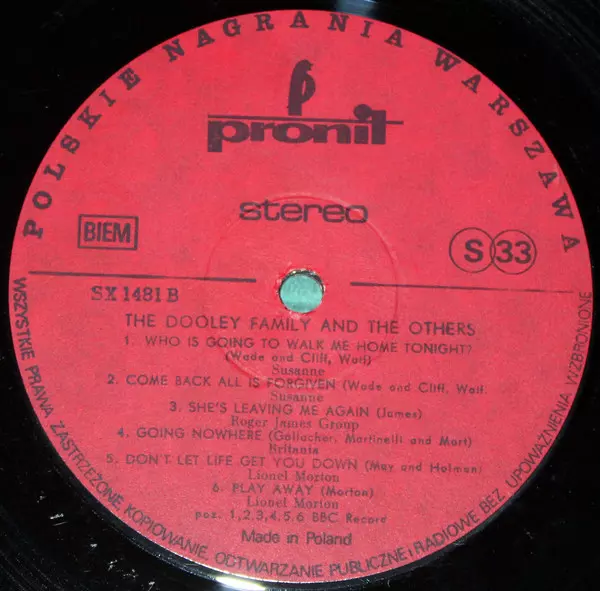 POLSKIE NAGRANIA WARSZAWA
pronit
stereo
BIEM
S 33
SX 1481 B
THE DOOLEY FAMILY AND THE OTHERS
1. WHO IS GOING TO WALK ME HOME TONIGHT?
(Wade and Cliff, Wolf)
Susanne
2. COME BACK ALL IS FORGIVEN (Wade and Cliff, Wolf.
Susanne
3. SHE'S LEAVING ME AGAIN (James)
Roger James Group
4. GOING NOWHERE (Gallacher, Martinelli and Mort)
Britania
5. DON'T LET LIFE GET YOU DOWN (May and Holman)
Lionel Morton
6. PLAY AWAY (Morton)
Lionel Morton
poz. 1,2,3,4,5,6 BBC Record
Made in Poland
WSZYSTKIE PRAWA ZASTRZEŻONE, KOPIOWANIE, ODTWARZANIE PUBLICZNE i RADIOWE BEZ UPOWAŻNIENIA WZBRONIONE